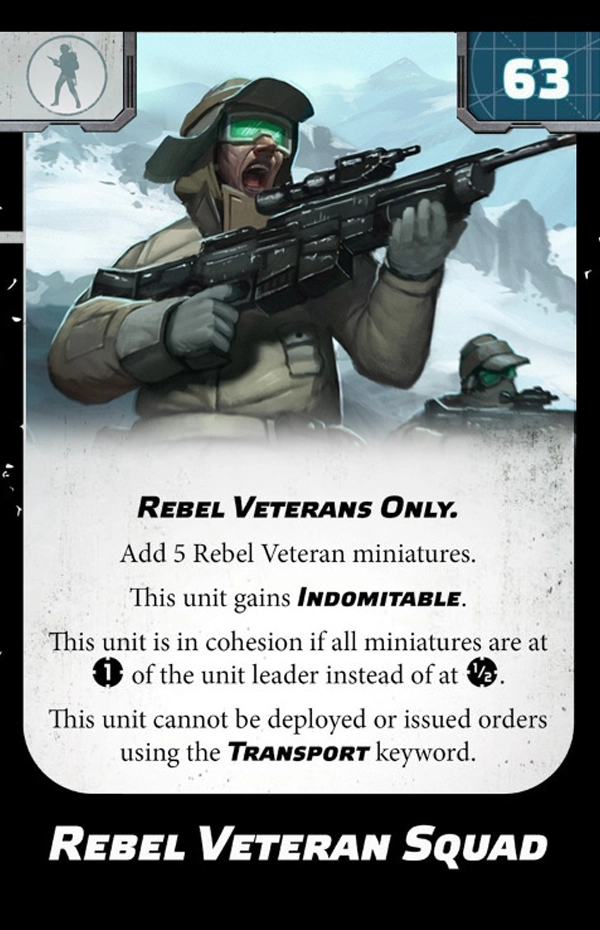 63
Rebel Veterans Only.
Add 5 Rebel Veteran miniatures.
This unit gains Indomitable.
This unit is in cohesion if all miniatures are at
1 of the unit leader instead of at 1/2.
This unit cannot be deployed or issued orders
using the Transport keyword.
Rebel Veteran Squad